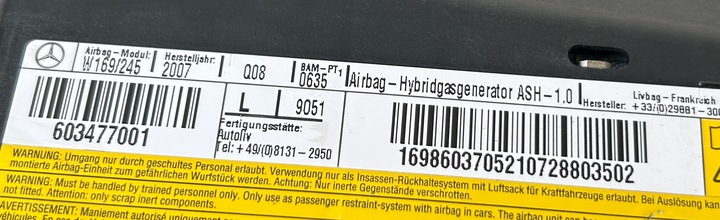 Airbag-Modul: W169/245
Herstelljahr: 2007
Q08
BAM-PT1 0635
Airbag-Hybridgasgenerator ASH-1.0
Hersteller:
Livbag-Frankreich
+33/(0)29881-300
603477001
L 9051
Fertigungsstätte:
Autoliv
Tel: +49/(0)8131-2950
1698603705210728803502
WARNUNG: Umgang nur durch geschultes Personal erlaubt. Verwendung nur als Insassen-Rückhaltesystem mit Luftsack für Kraftfahrzeuge erlaubt. Bei
montierte Airbag-Einheit zum gefährlichen Wurfstück werden. Achtung: Nur inerte Gegenstände verschrotten.
WARNING: Must be handled by trained personnel only. Only use as passenger restraint-system with airbag in cars. The airbag unit can
not fitted. Attention: only scrap inert components.
AVERTISSEMENT: Maniement autorisé uniquement